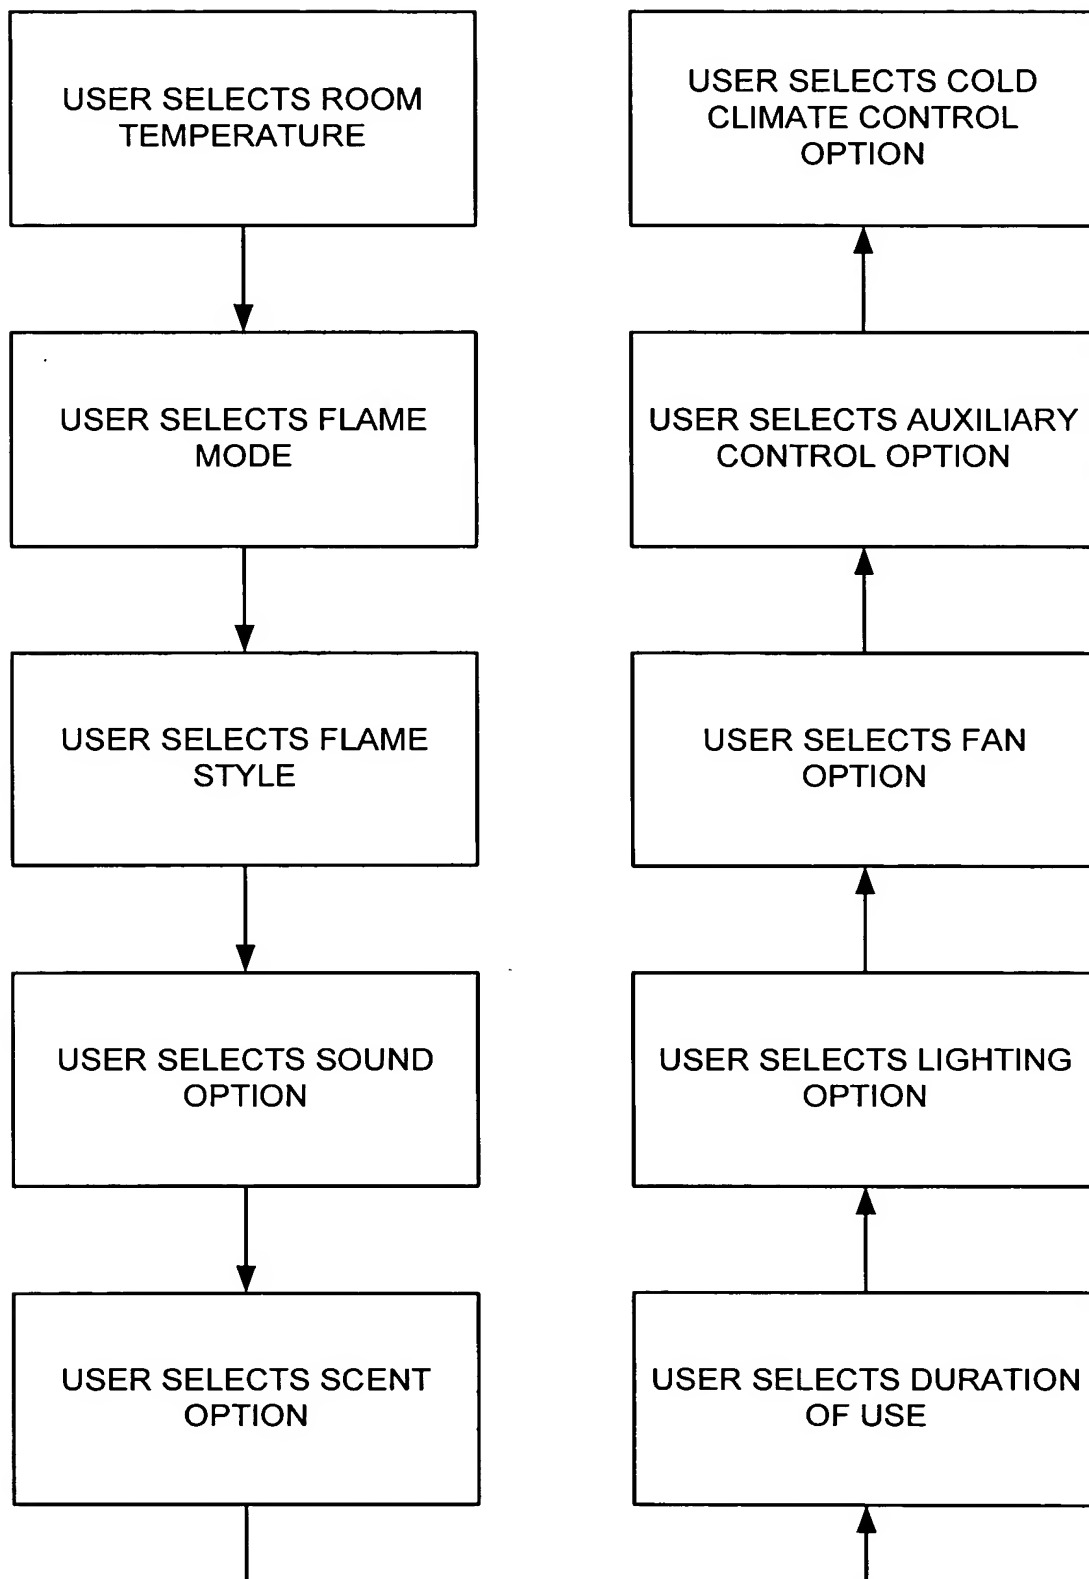 USER SELECTS ROOM
TEMPERATURE
USER SELECTS FLAME
MODE
USER SELECTS FLAME
STYLE
USER SELECTS SOUND
OPTION
USER SELECTS SCENT
OPTION
USER SELECTS DURATION
OF USE
USER SELECTS LIGHTING
OPTION
USER SELECTS FAN
OPTION
USER SELECTS AUXILIARY
CONTROL OPTION
USER SELECTS COLD
CLIMATE CONTROL
OPTION